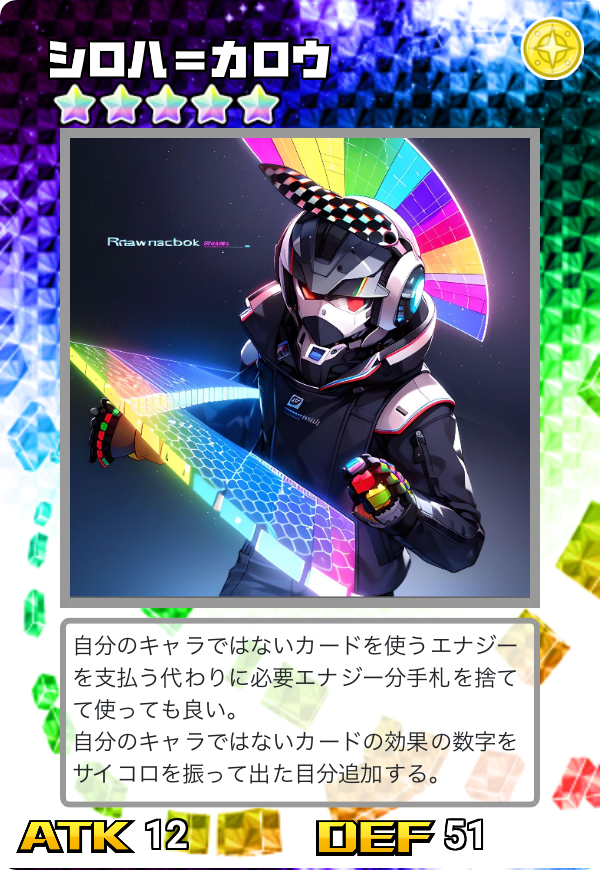 シロハ=カロウ
自分のキャラではないカードを使うエナジー
を支払う代わりに必要エナジー分手札を捨て
て使っても良い。
自分のキャラではないカードの効果の数字を
サイコロを振って出た目分追加する。
ATK 12 DEF 51